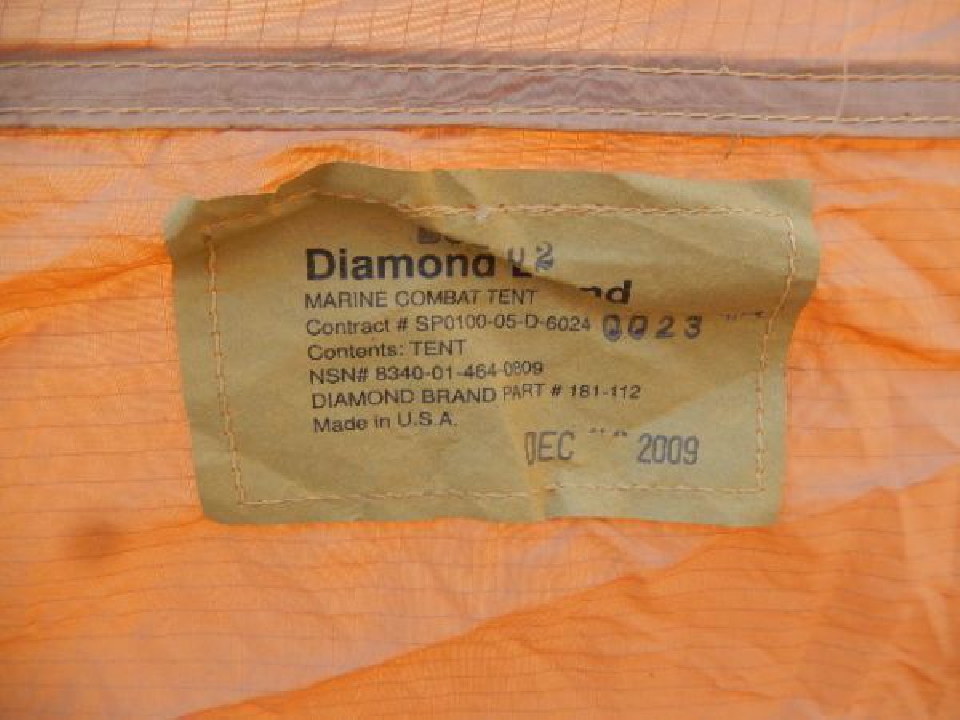 Diamond
MARINE COMBAT TENT
Contract # SP0100-05-D-6024 0023
Contents: TENT
NSN# 8340-01-464-0809
DIAMOND BRAND PART # 181-112
Made in U.S.A.
DEC 2009